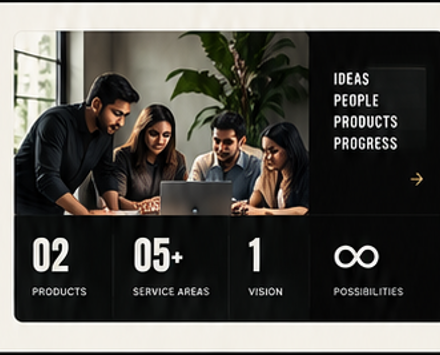 IDEAS
PEOPLE
PRODUCTS
PROGRESS
02
PRODUCTS
05+
SERVICE AREAS
1
VISION
∞
POSSIBILITIES